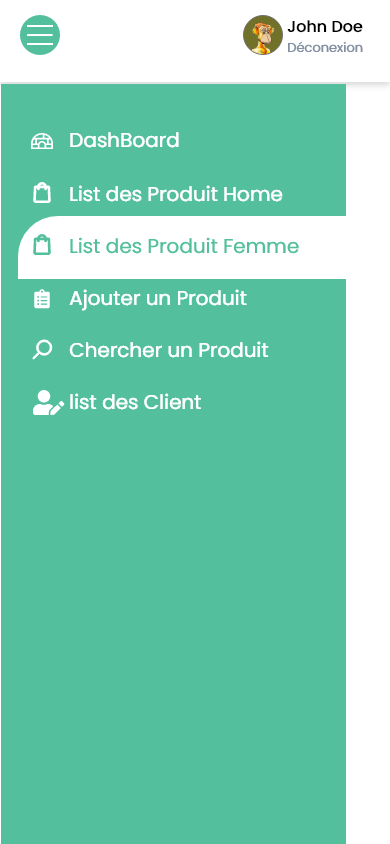 John Doe
Déconexion
DashBoard
List des Produit Home
List des Produit Femme
Ajouter un Produit
Chercher un Produit
list des Client